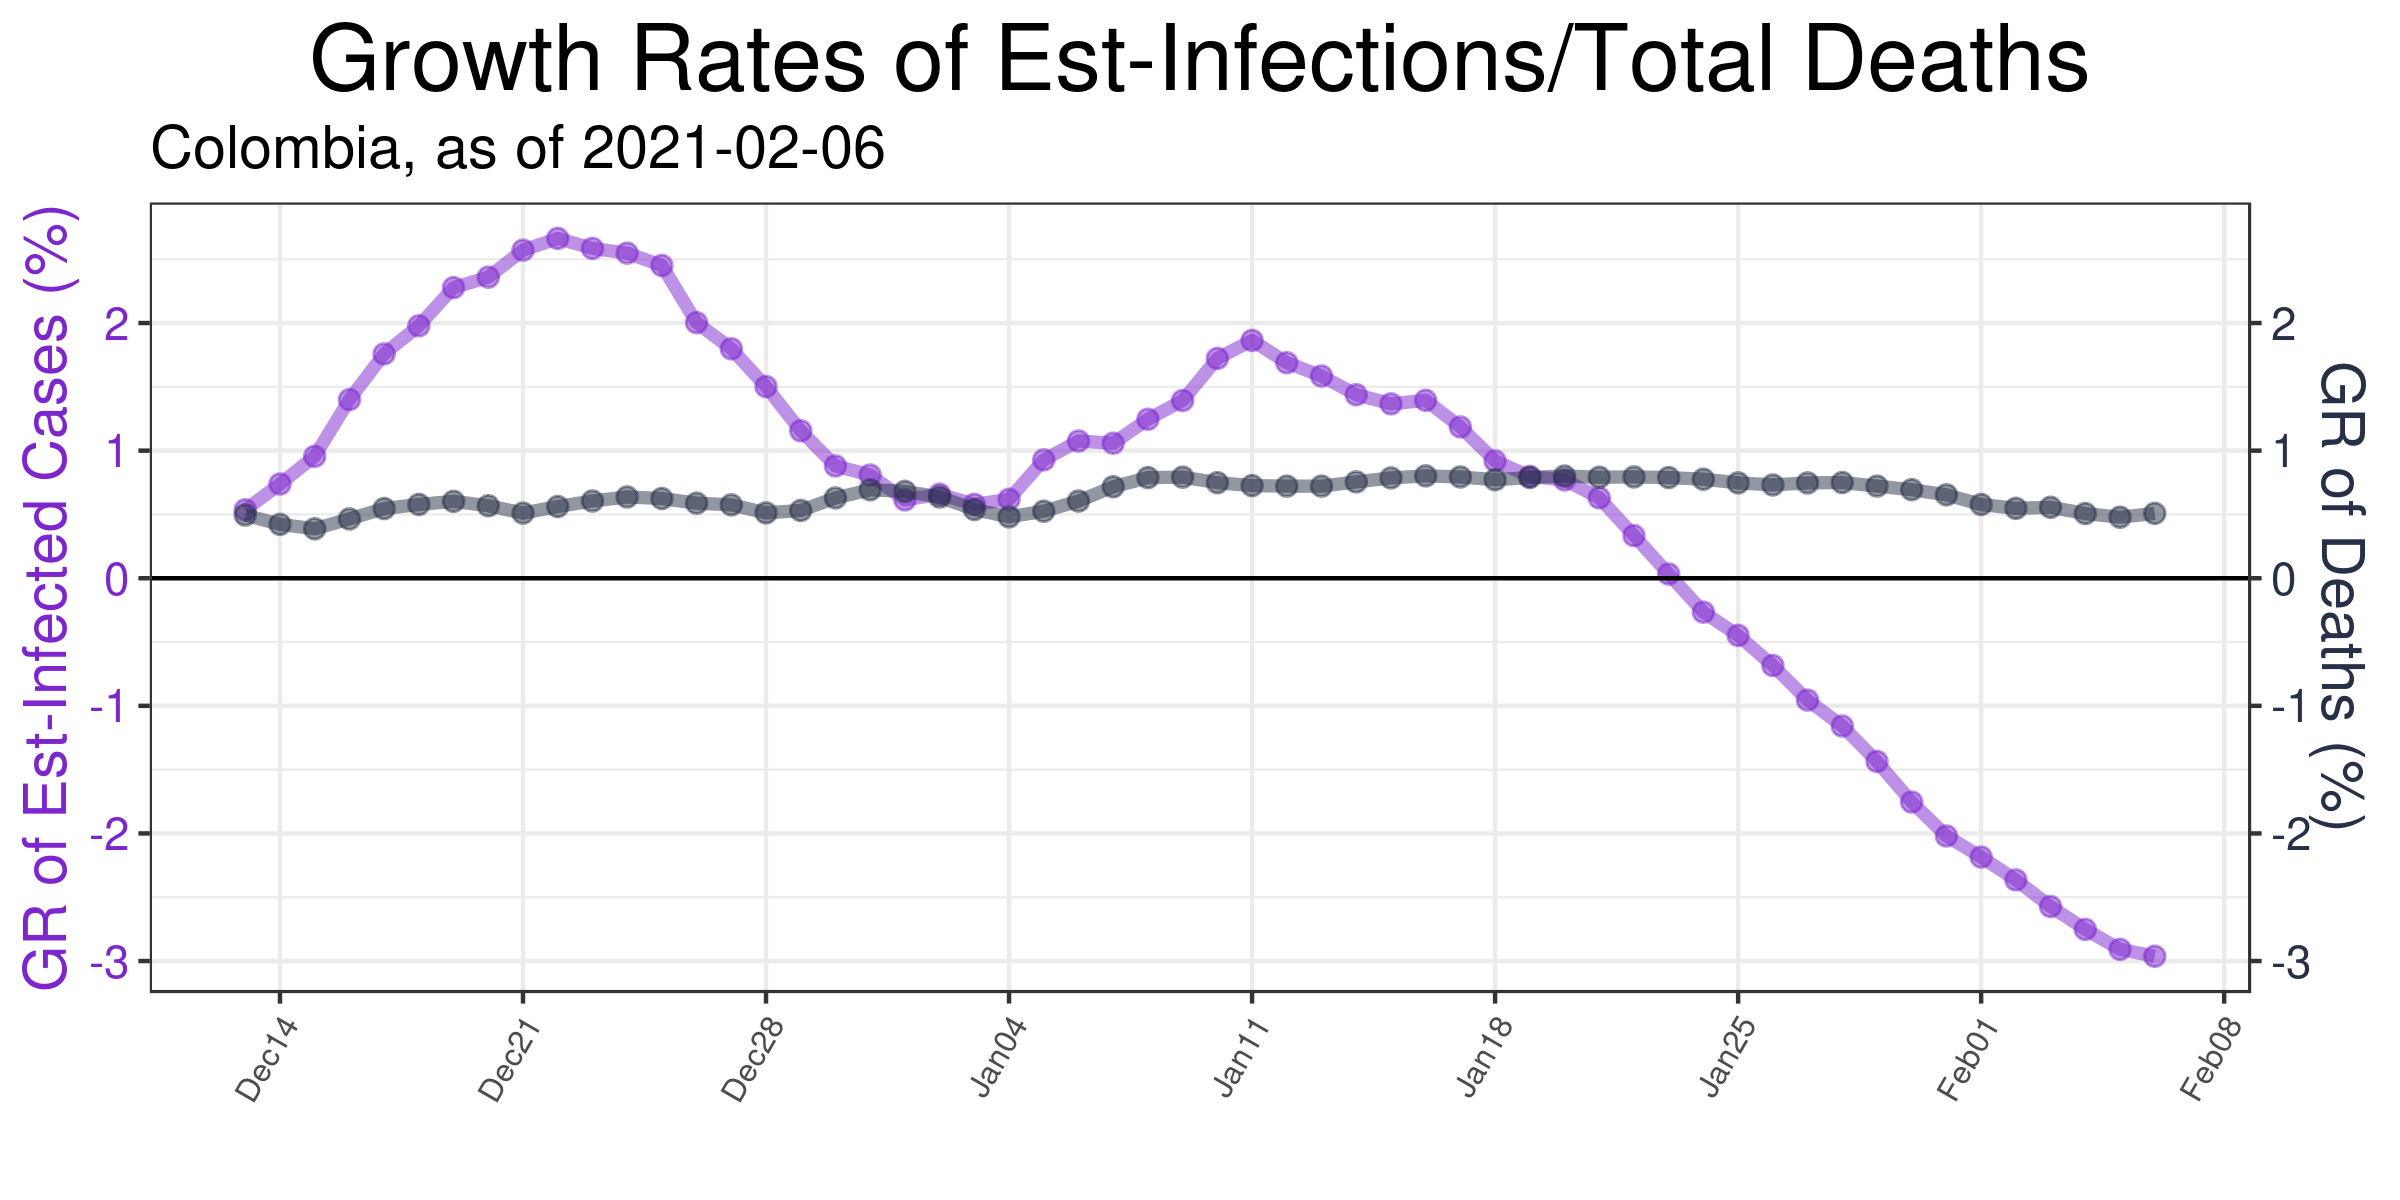 Growth Rates of Est-Infections/Total Deaths
Colombia, as of 2021-02-06
GR of Est-Infected Cases (%)
2
1
0
-1
-2
-3
2
1
0
-1
-2
-3
GR of Deaths (%)
Dec14
Dec21
Dec28
Jan04
Jan11
Jan18
Jan25
Feb01
Feb08